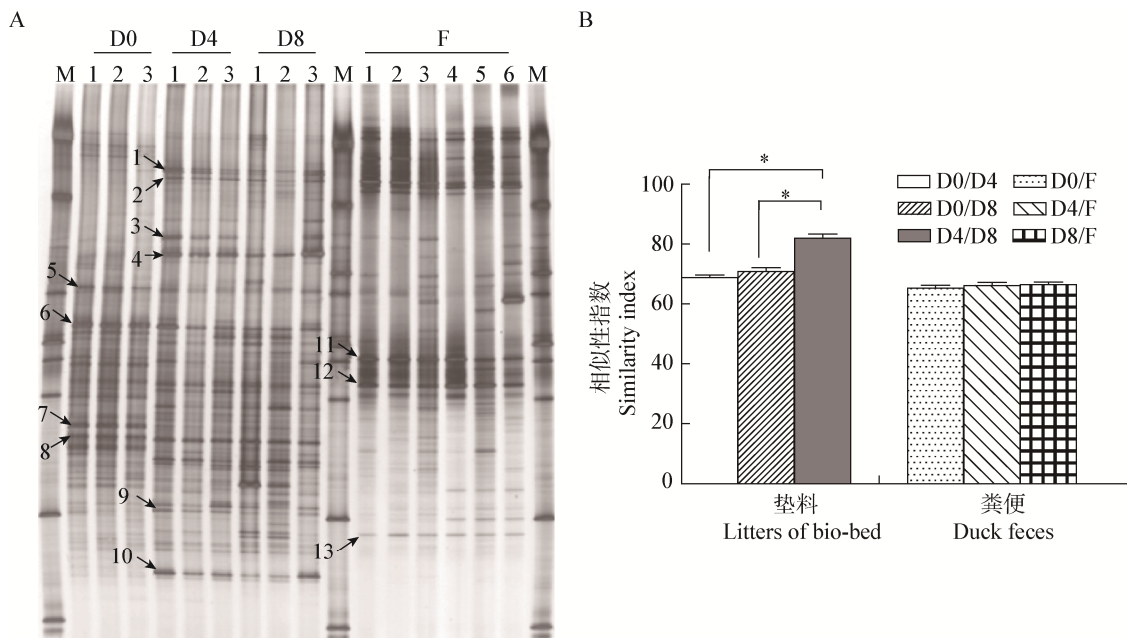 A
D0 D4 D8 F
M 1 2 3 1 2 3 1 2 3 M 1 2 3 4 5 6 M
1
2
3
4
5
6
7
8
9
10
11
12
13
B
* 
*
100
80
60
40
20
0
相似性指数
Similarity index
D0/D4 D0/F
D0/D8 D4/F
D4/D8 D8/F
垫料 粪便
Litters of bio-bed Duck feces